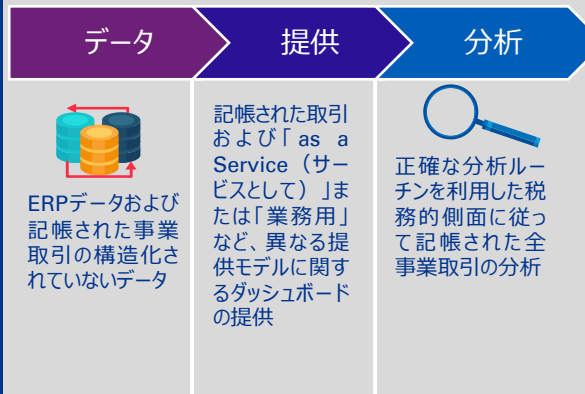 データ
提供
分析
ERPデータおよび
記帳された事業
取引の構造化さ
れていないデータ
記帳された取引
および「 as a
Service（サー
ビスとして）」ま
たは「業務用」
など、異なる提
供モデルに関す
るダッシュボード
の提供
正確な分析ルー
チンを利用した税
務的側面に従っ
て記帳された全
事業取引の分析